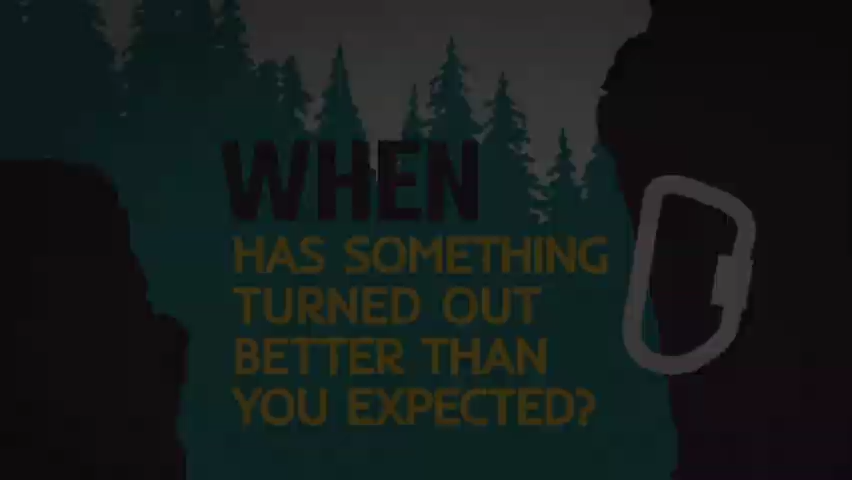 WHEN
HAS SOMETHING
TURNED OUT
BETTER THAN
YOU EXPECTED?